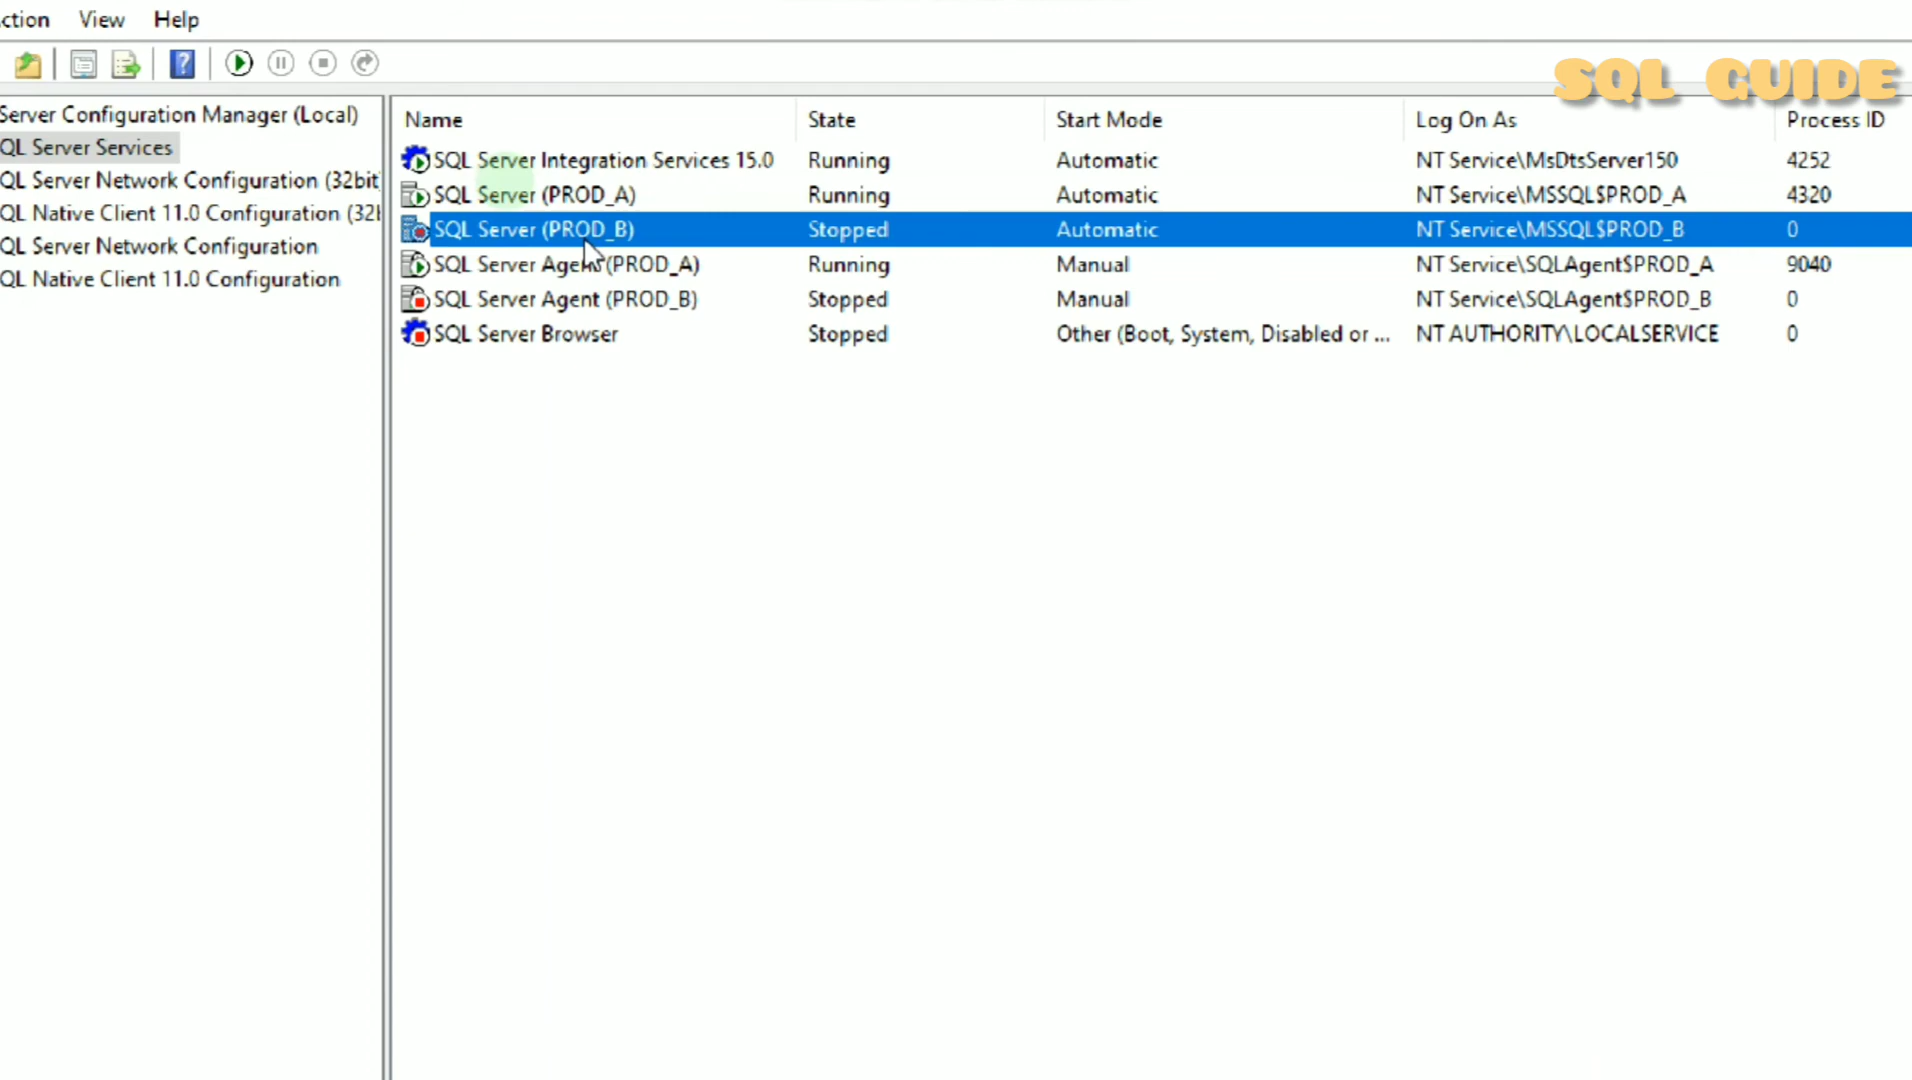 ction View Help
SQL GUIDE
Server Configuration Manager (Local)
QL Server Services
QL Server Network Configuration (32bit
QL Native Client 11.0 Configuration (32b
QL Server Network Configuration
QL Native Client 11.0 Configuration
Name State Start Mode Log On As Process ID
SQL Server Integration Services 15.0 Running Automatic NT Service\MsDtsServer150 4252
SQL Server (PROD_A) Running Automatic NT Service\MSSQL$PROD_A 4320
SQL Server (PROD_B) Stopped Automatic NT Service\MSSQL$PROD_B 0
SQL Server Agent (PROD_A) Running Manual NT Service\SQLAgent$PROD_A 9040
SQL Server Agent (PROD_B) Stopped Manual NT Service\SQLAgent$PROD_B 0
SQL Server Browser Stopped Other (Boot, System, Disabled or ... NT AUTHORITY\LOCALSERVICE 0